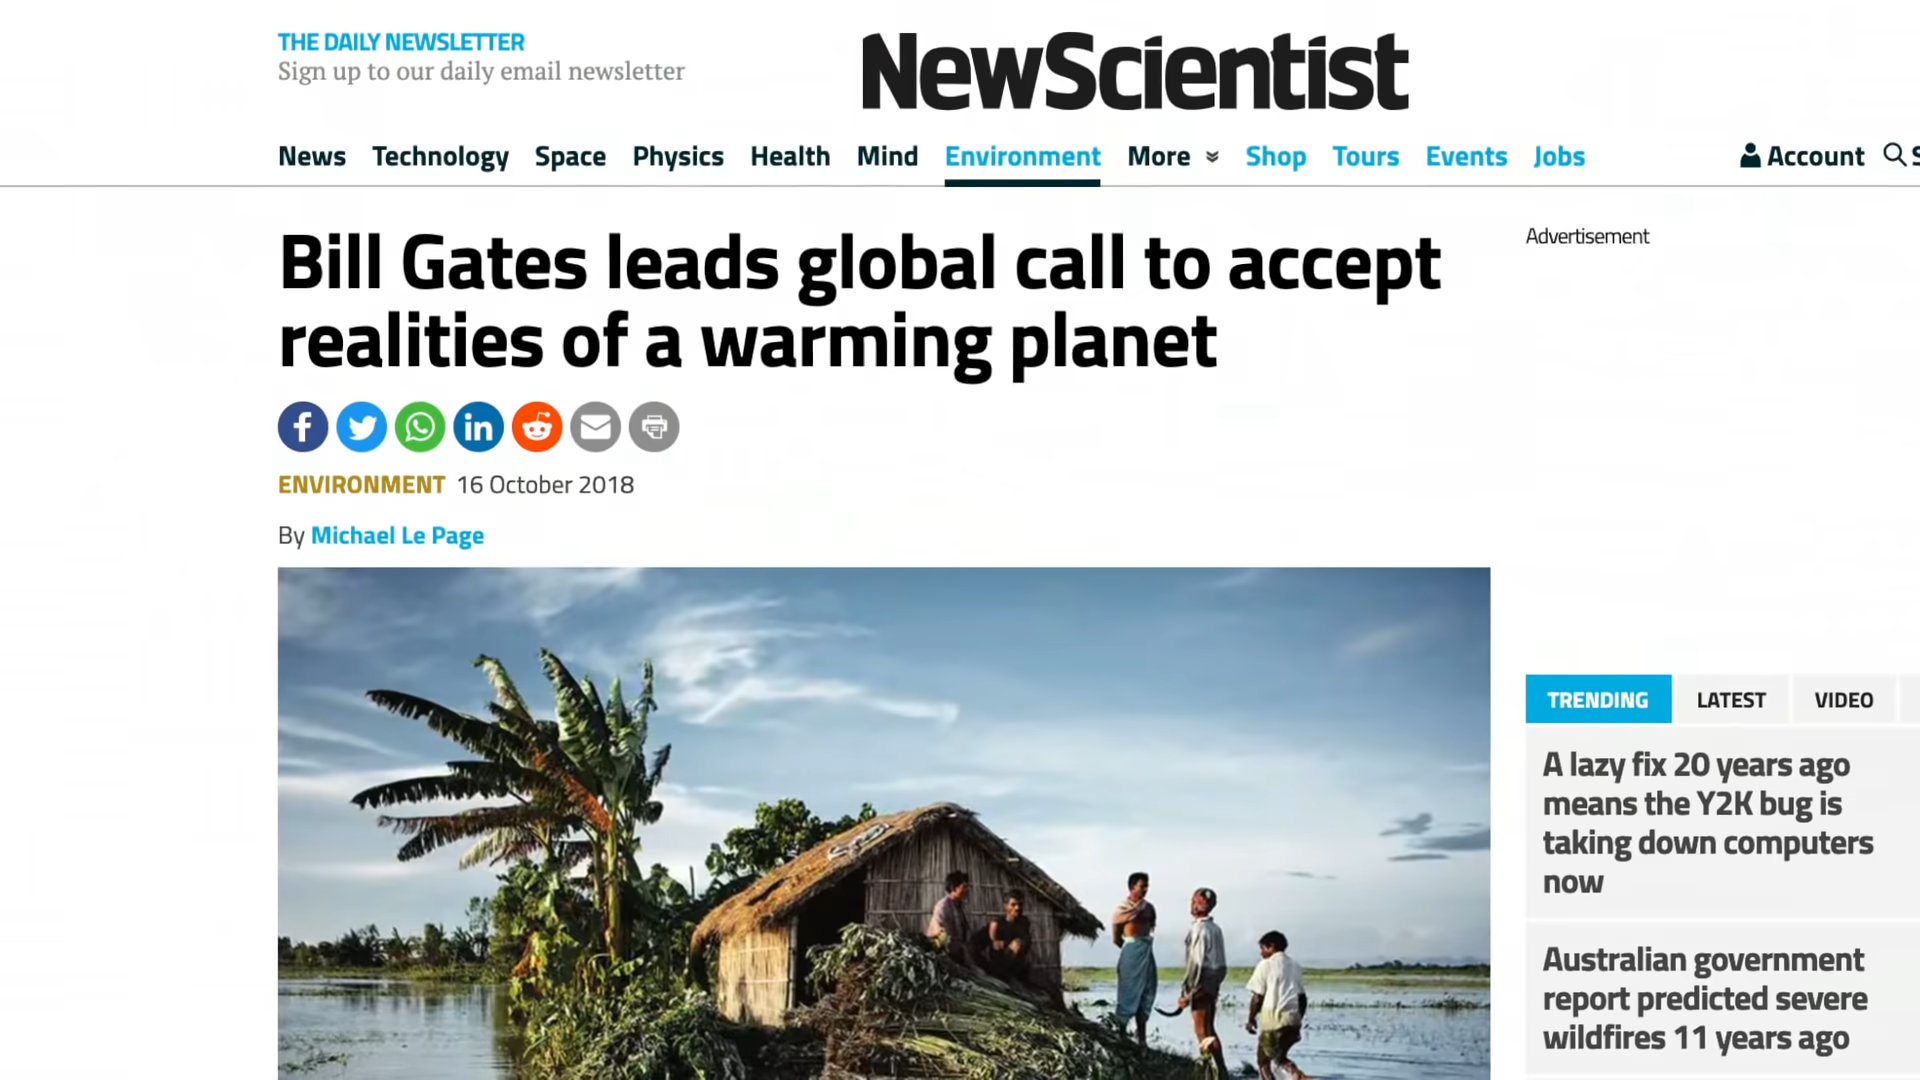 THE DAILY NEWSLETTER
Sign up to our daily email newsletter
NewScientist
News Technology Space Physics Health Mind Environment More Shop Tours Events Jobs Account S
Bill Gates leads global call to accept
realities of a warming planet
ENVIRONMENT 16 October 2018
By Michael Le Page
Advertisement
TRENDING LATEST VIDEO
A lazy fix 20 years ago
means the Y2K bug is
taking down computers
now
Australian government
report predicted severe
wildfires 11 years ago